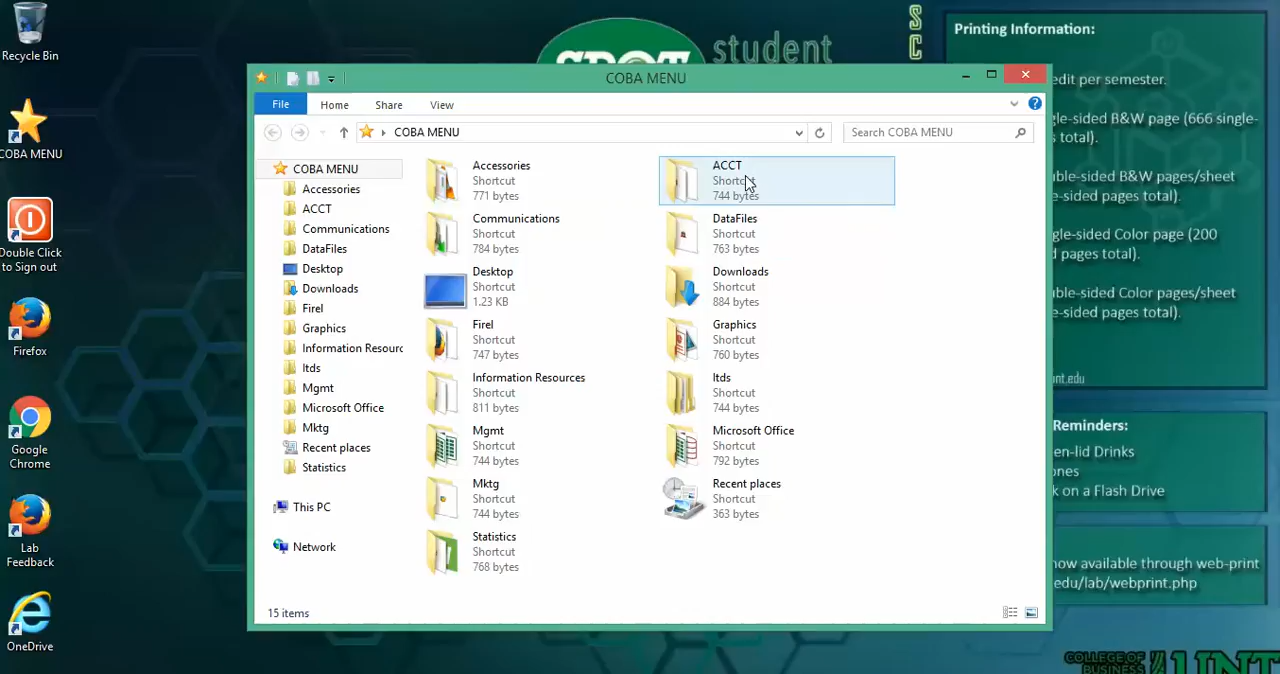 Recycle Bin
COBA MENU
Double Click
to Sign out
Firefox
Google
Chrome
Lab
Feedback
OneDrive
student
S
C
COBA MENU
File
Home
Share
View
COBA MENU
Search COBA MENU
COBA MENU
Accessories
ACCT
Communications
DataFiles
Desktop
Downloads
Firel
Graphics
Information Resourc
Itds
Mgmt
Microsoft Office
Mktg
Recent places
Statistics
This PC
Network
Accessories
Shortcut
771 bytes
ACCT
Shortcut
744 bytes
Communications
Shortcut
784 bytes
DataFiles
Shortcut
763 bytes
Desktop
Shortcut
1.23 KB
Downloads
Shortcut
884 bytes
Firel
Shortcut
747 bytes
Graphics
Shortcut
760 bytes
Information Resources
Shortcut
811 bytes
Itds
Shortcut
744 bytes
Mgmt
Shortcut
744 bytes
Microsoft Office
Shortcut
792 bytes
Mktg
Shortcut
744 bytes
Recent places
Shortcut
363 bytes
Statistics
Shortcut
768 bytes
15 items
Printing Information:
edit per semester.
gle-sided B&W page (666 single-
s total).
uble-sided B&W pages/sheet
sided pages total).
gle-sided Color page (200
d pages total).
uble-sided Color pages/sheet
e-sided pages total).
unt.edu
Reminders:
en-lid Drinks
ones
k on a Flash Drive
now available through web-print
edu/lab/webprint.php
COLLEGE OF
BUSINESS
UNT